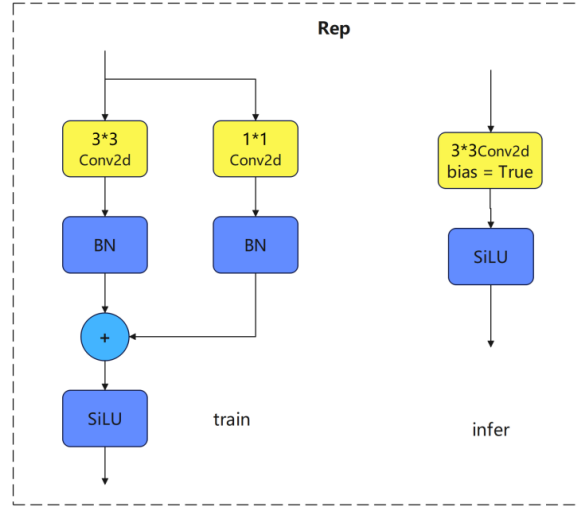 Rep
3*3
Conv2d
1*1
Conv2d
BN
BN
+
SiLU
train
3*3Conv2d
bias = True
SiLU
infer